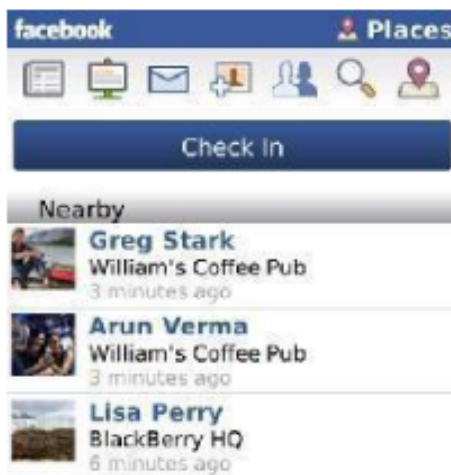 facebook Places
Check In
Nearby
Greg Stark
William's Coffee Pub
3 minutes ago
Arun Verma
William's Coffee Pub
3 minutes ago
Lisa Perry
BlackBerry HQ
6 minutes ago